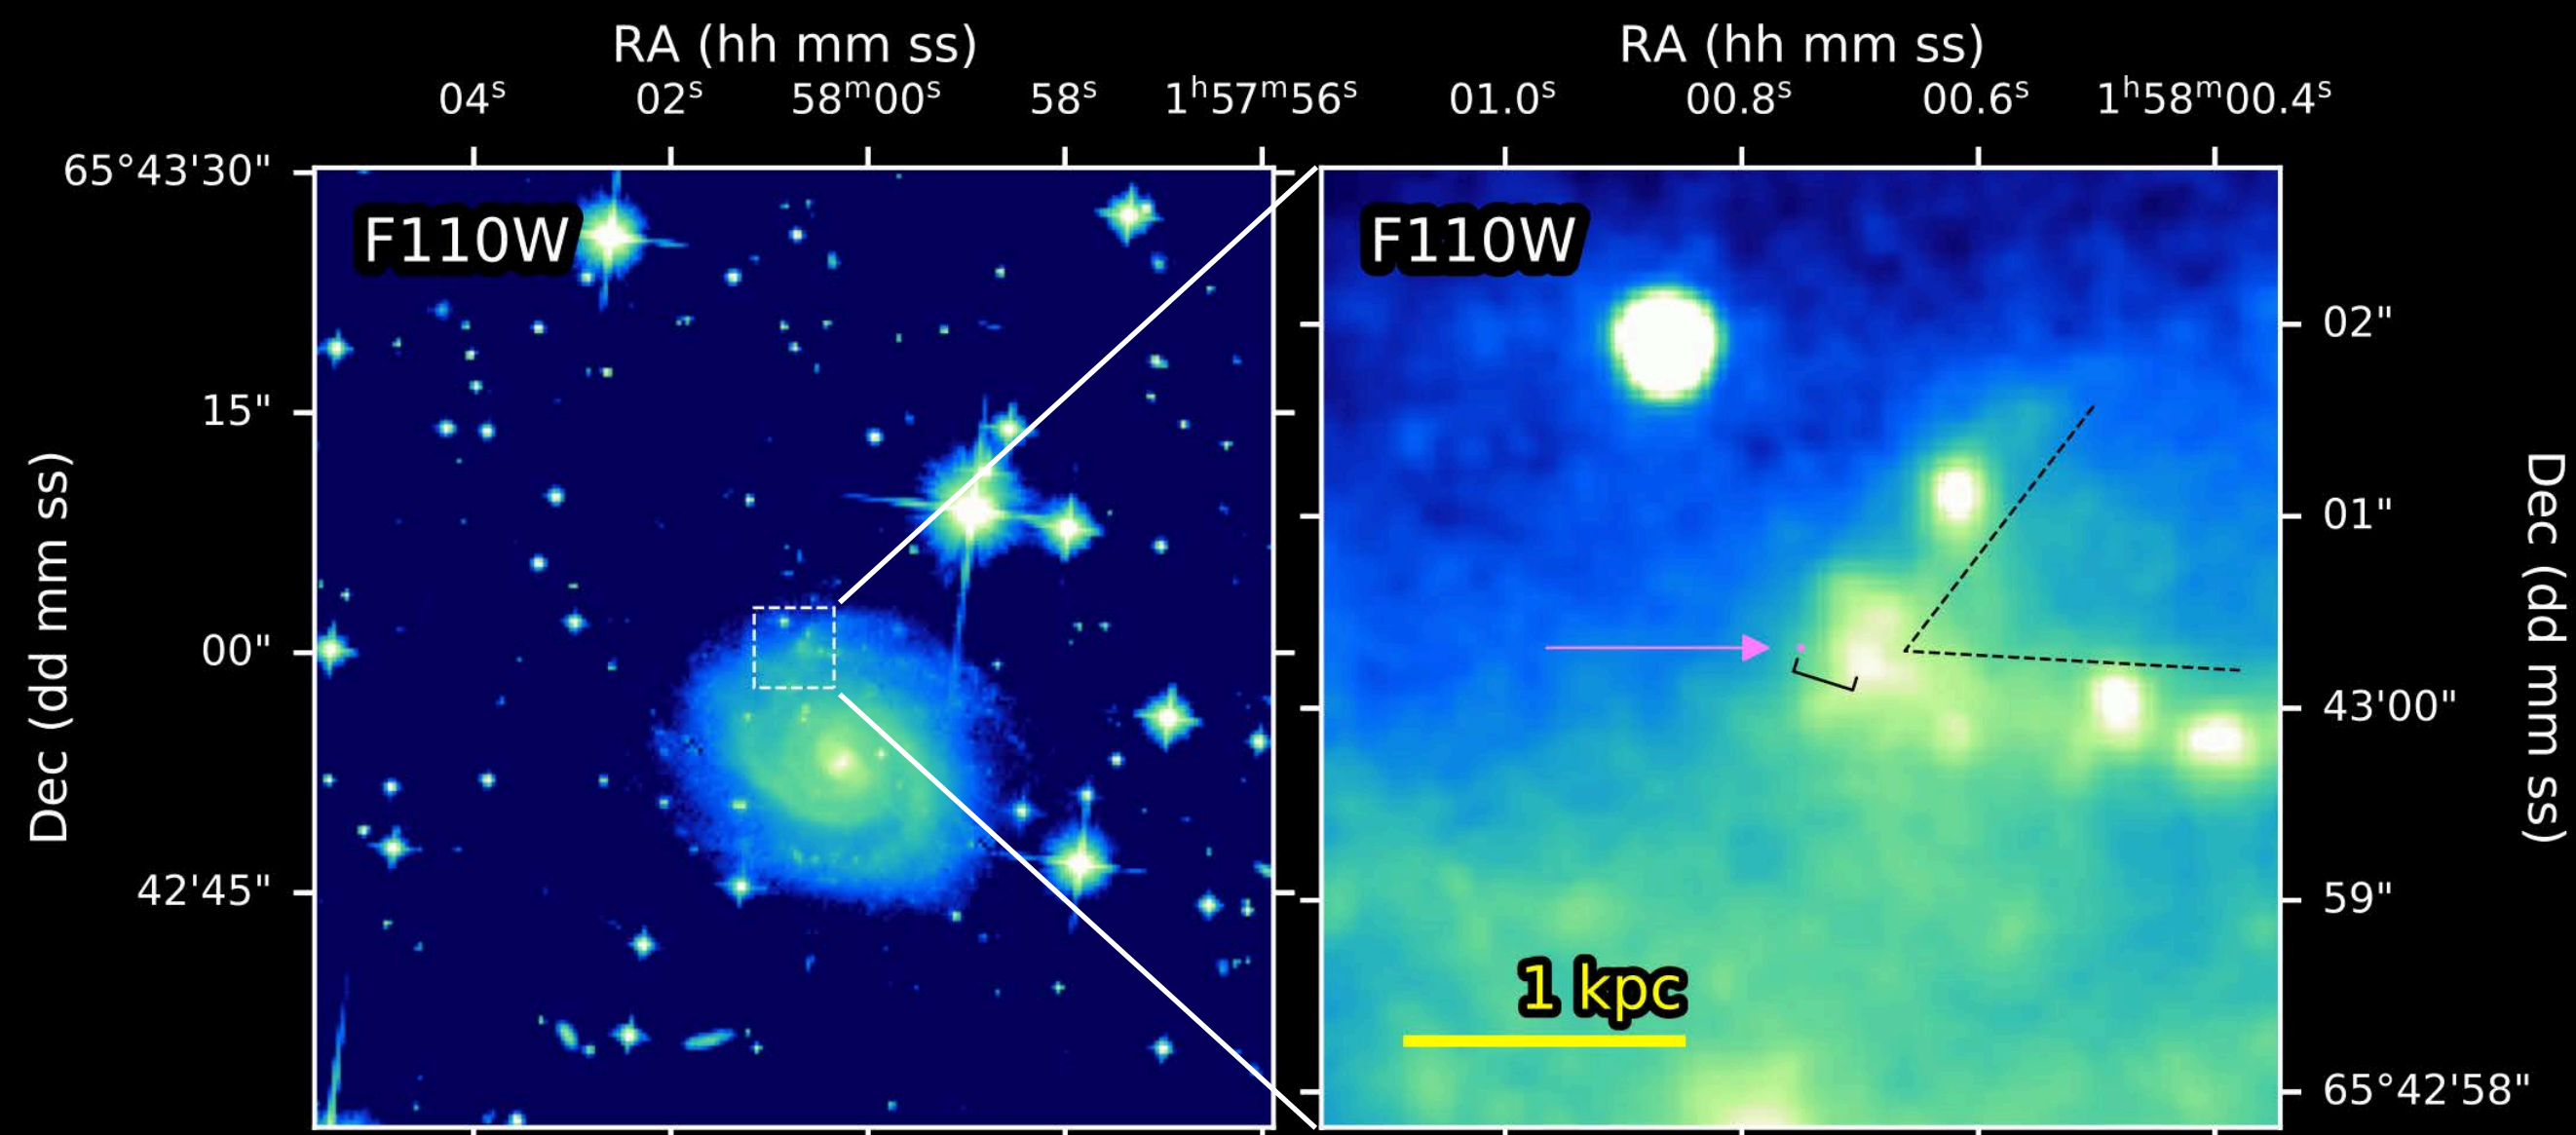 RA (hh mm ss)
04ˢ 02ˢ 58ᵐ00ˢ 58ˢ 1ʰ57ᵐ56ˢ
65°43'30"
15"
00"
42'45"
Dec (dd mm ss)
F110W
RA (hh mm ss)
01.0ˢ 00.8ˢ 00.6ˢ 1ʰ58ᵐ00.4ˢ
F110W
1 kpc
02"
01"
43'00"
59"
65°42'58"
Dec (dd mm ss)